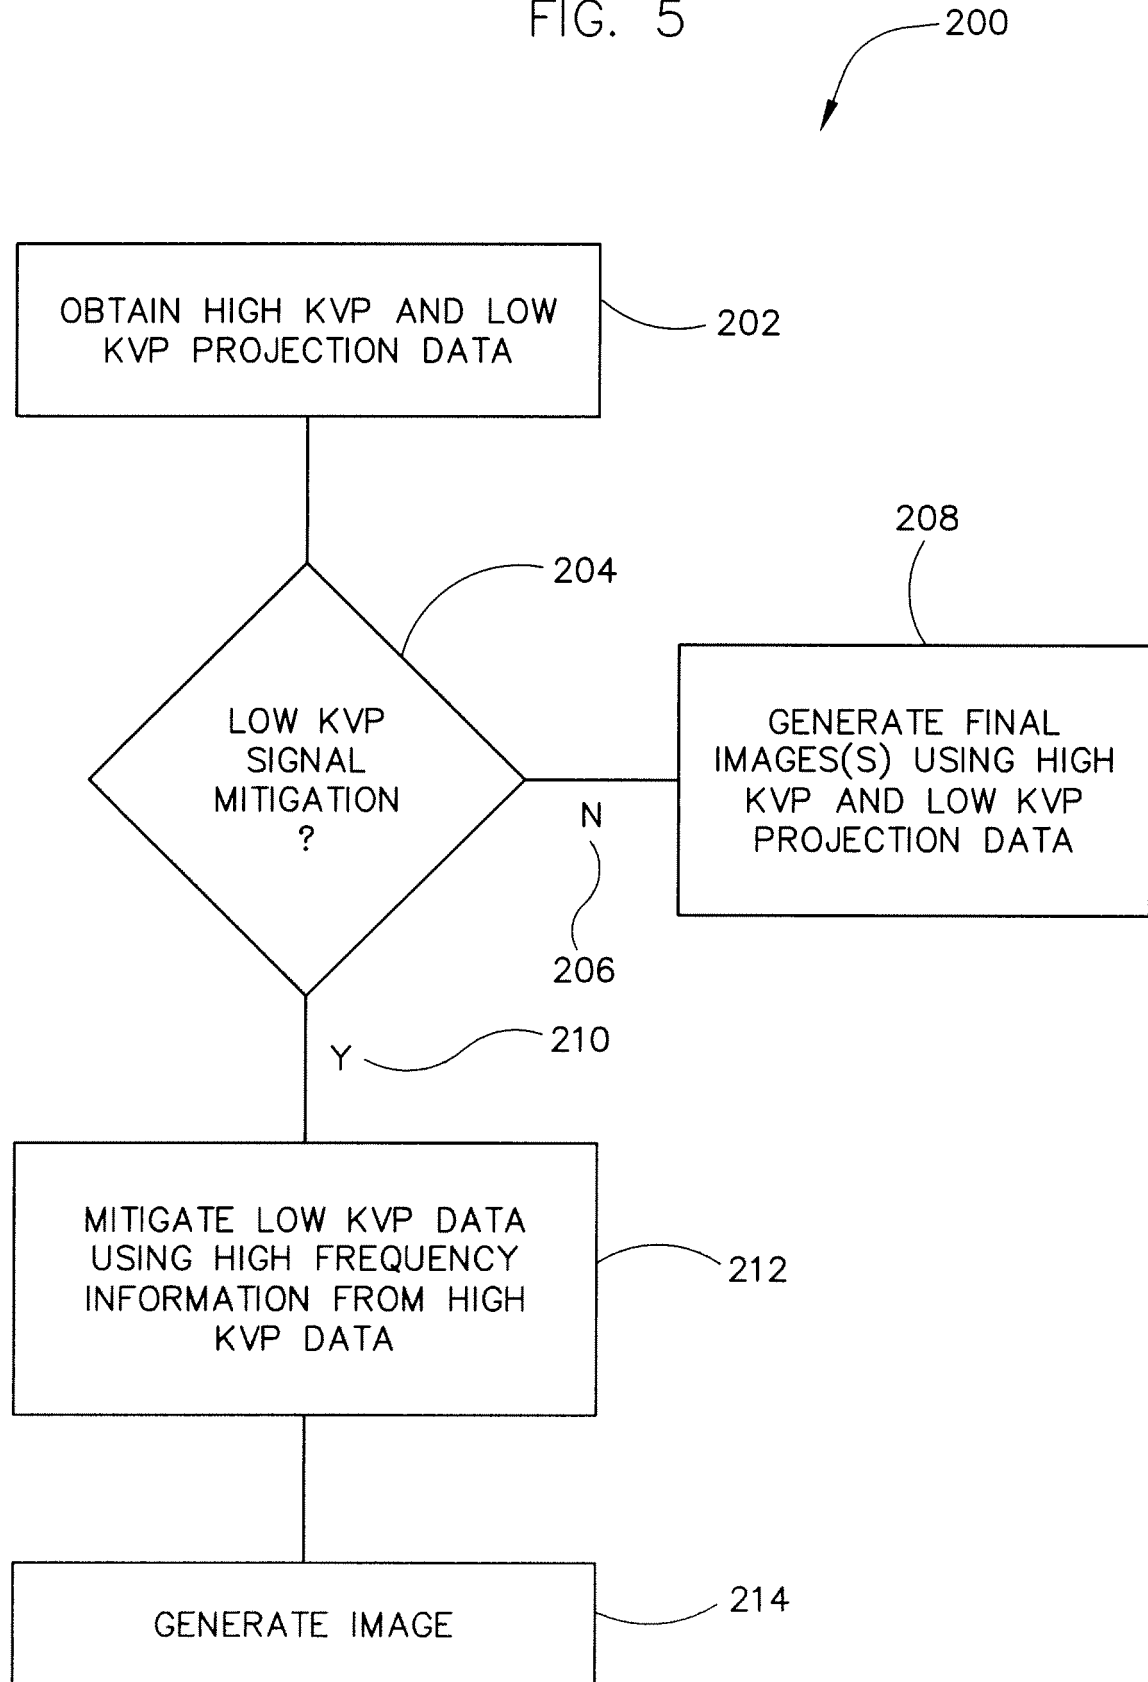 FIG. 5
200
OBTAIN HIGH KVP AND LOW
KVP PROJECTION DATA
202
204
208
LOW KVP
SIGNAL
MITIGATION
?
N
206
GENERATE FINAL
IMAGES(S) USING HIGH
KVP AND LOW KVP
PROJECTION DATA
Y
210
MITIGATE LOW KVP DATA
USING HIGH FREQUENCY
INFORMATION FROM HIGH
KVP DATA
212
GENERATE IMAGE
214